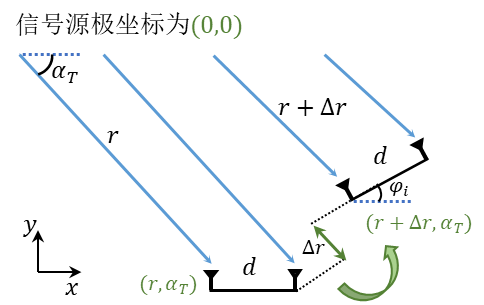 信号源极坐标为(0,0)
α_T
r
r + Δr
d
φ_i
(r + Δr, α_T)
y
Δr
x
(r, α_T)
d